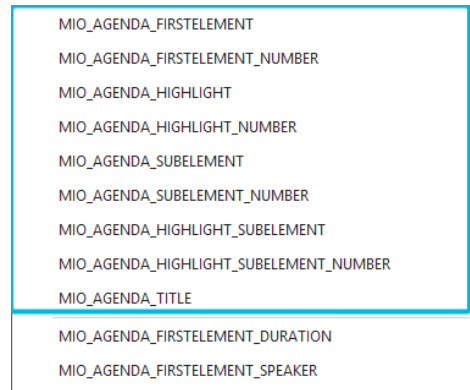 MIO_AGENDA_FIRSTELEMENT
MIO_AGENDA_FIRSTELEMENT_NUMBER
MIO_AGENDA_HIGHLIGHT
MIO_AGENDA_HIGHLIGHT_NUMBER
MIO_AGENDA_SUBELEMENT
MIO_AGENDA_SUBELEMENT_NUMBER
MIO_AGENDA_HIGHLIGHT_SUBELEMENT
MIO_AGENDA_HIGHLIGHT_SUBELEMENT_NUMBER
MIO_AGENDA_TITLE
MIO_AGENDA_FIRSTELEMENT_DURATION
MIO_AGENDA_FIRSTELEMENT_SPEAKER